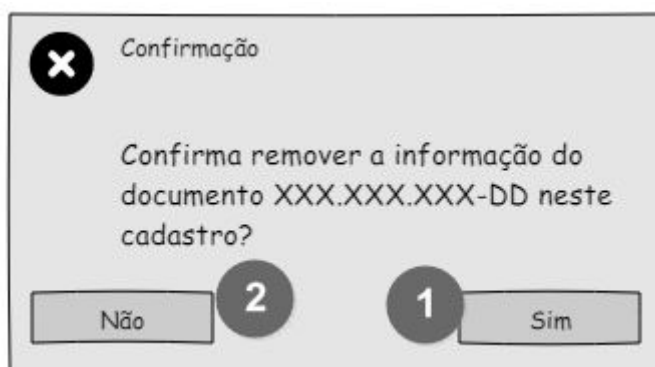 Confirmação
Confirma remover a informação do
documento XXX.XXX.XXX-DD neste
cadastro?
Não
2
1
Sim